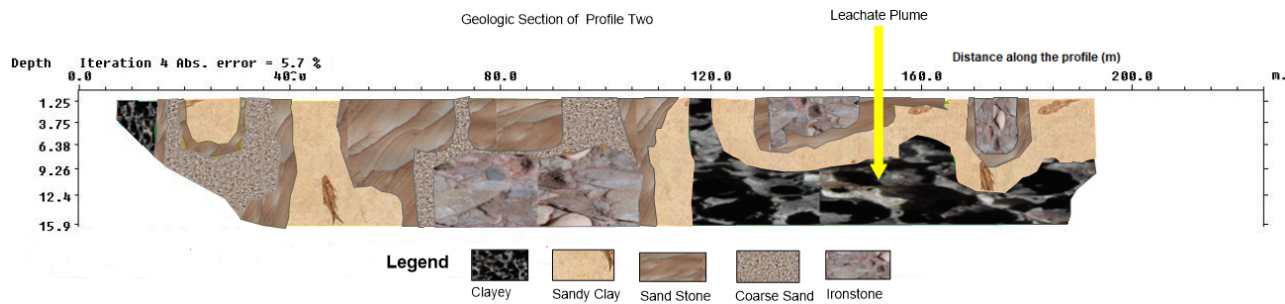 Geologic Section of Profile Two
Leachate Plume
Depth Iteration 4 Abs. error = 5.7 %
Distance along the profile (m)
0.0 40.0 80.0 120.0 160.0 200.0 m.
1.25
3.75
6.38
9.26
12.4
15.9
Legend
Clayey
Sandy Clay
Sand Stone
Coarse Sand
Ironstone